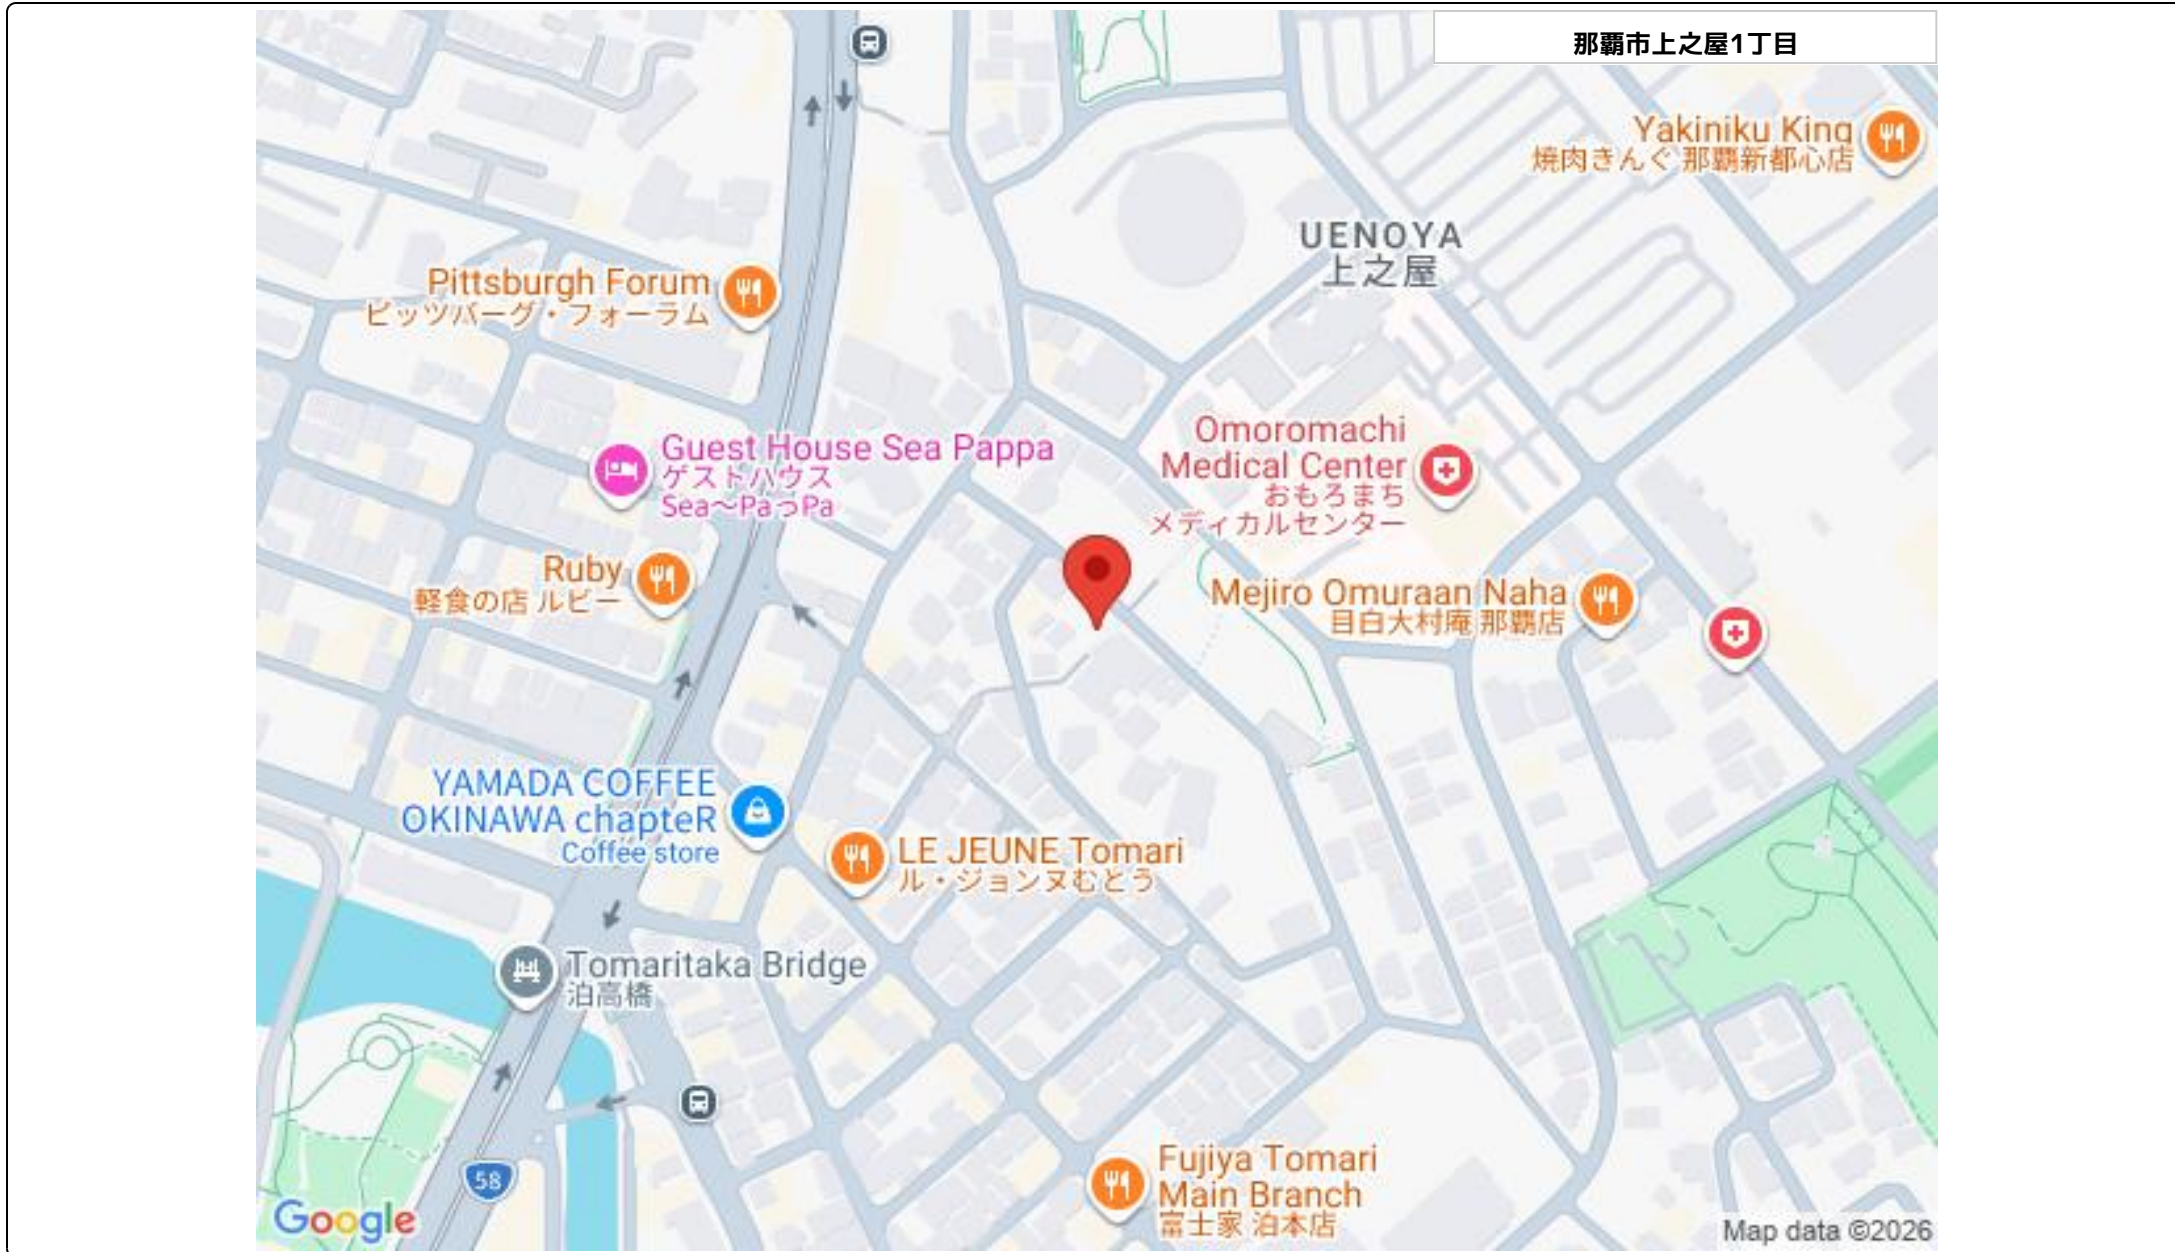 那覇市上之屋1丁目
Yakiniku King
焼肉きんぐ 那覇新都心店
UENOYA
上之屋
Pittsburgh Forum
ピッツバーグ・フォーラム
Guest House Sea Pappa
ゲストハウス
Sea～PaっPa
Omoromachi
Medical Center
おもろまち
メディカルセンター
Ruby
軽食の店 ルビー
Mejiro Omuraan Naha
目白大村庵 那覇店
YAMADA COFFEE
OKINAWA chapteR
Coffee store
LE JEUNE Tomari
ル・ジョンヌむとう
Tomaritaka Bridge
泊高橋
Fujiya Tomari
Main Branch
富士家 泊本店
58
Google
Map data ©2026